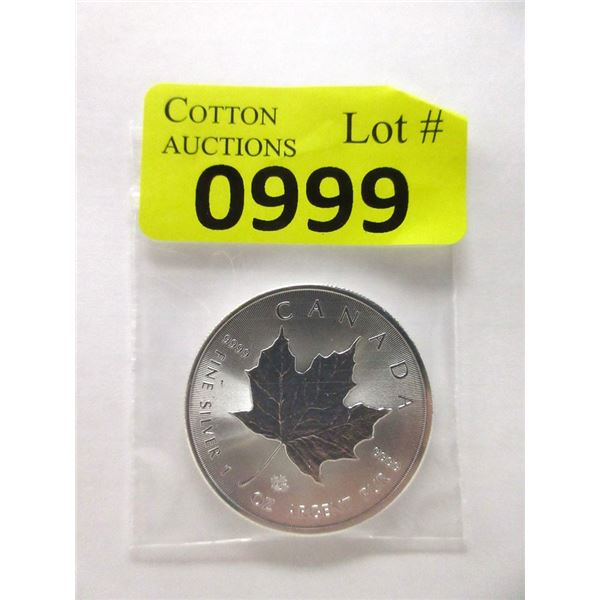 COTTON
AUCTIONS
Lot #
0999
CANADA
9999
FINE SILVER 1 OZ ARGENT PUR
9999